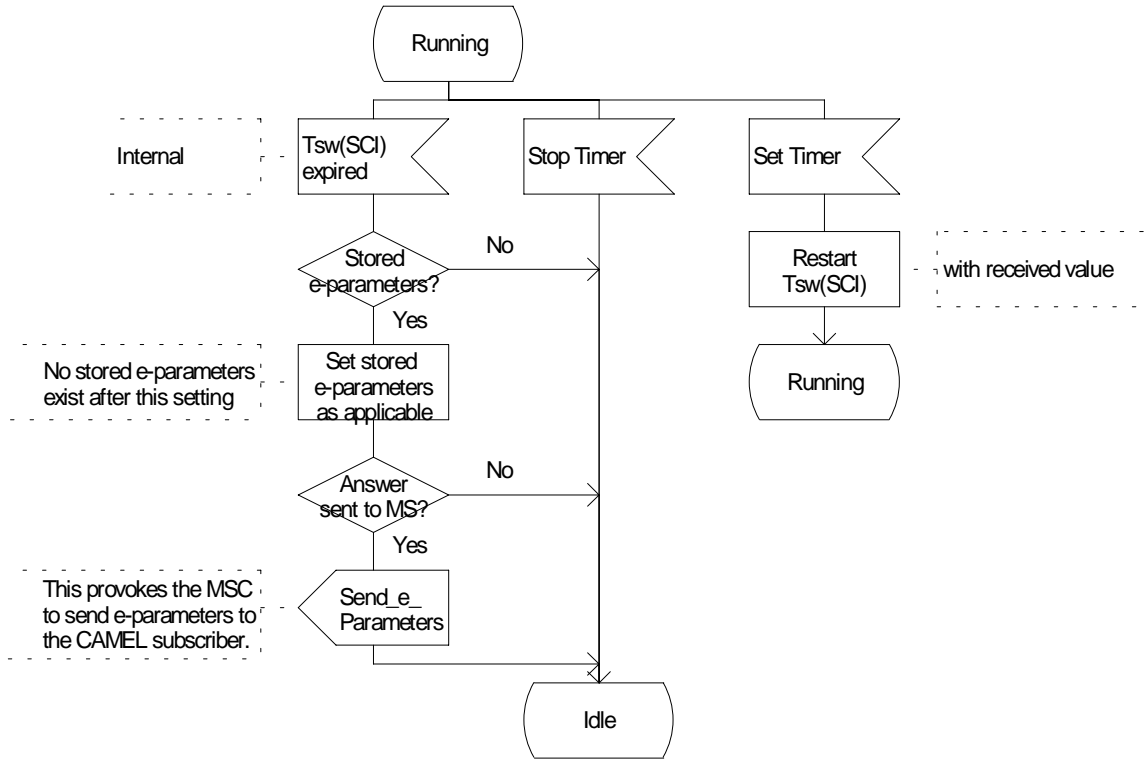 Running
Internal
Tsw(SCI)
expired
Stop Timer
Set Timer
Stored
e-parameters?
No
Yes
Restart
Tsw(SCI)
with received value
Running
No stored e-parameters
exist after this setting
Set stored
e-parameters
as applicable
Answer
sent to MS?
No
Yes
This provokes the MSC
to send e-parameters to
the CAMEL subscriber.
Send_e_
Parameters
Idle